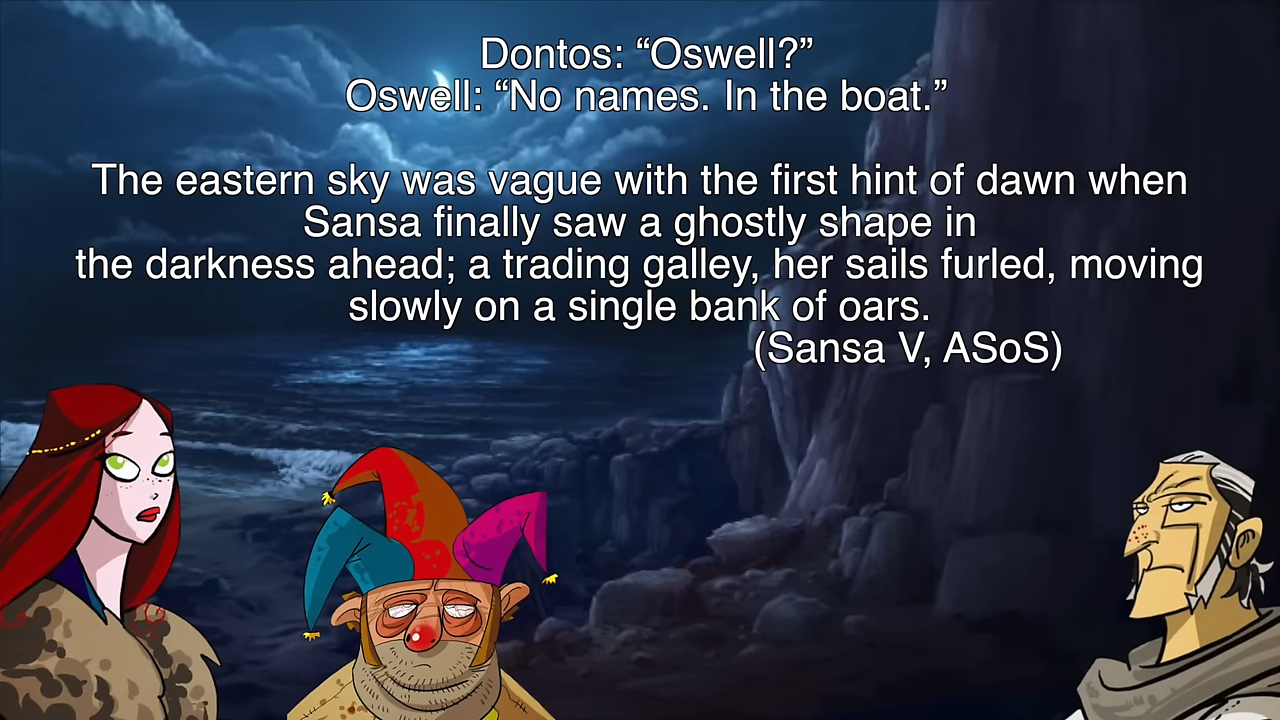 Dontos: “Oswell?”
Oswell: “No names. In the boat.”
The eastern sky was vague with the first hint of dawn when
Sansa finally saw a ghostly shape in
the darkness ahead; a trading galley, her sails furled, moving
slowly on a single bank of oars.
(Sansa V, ASoS)